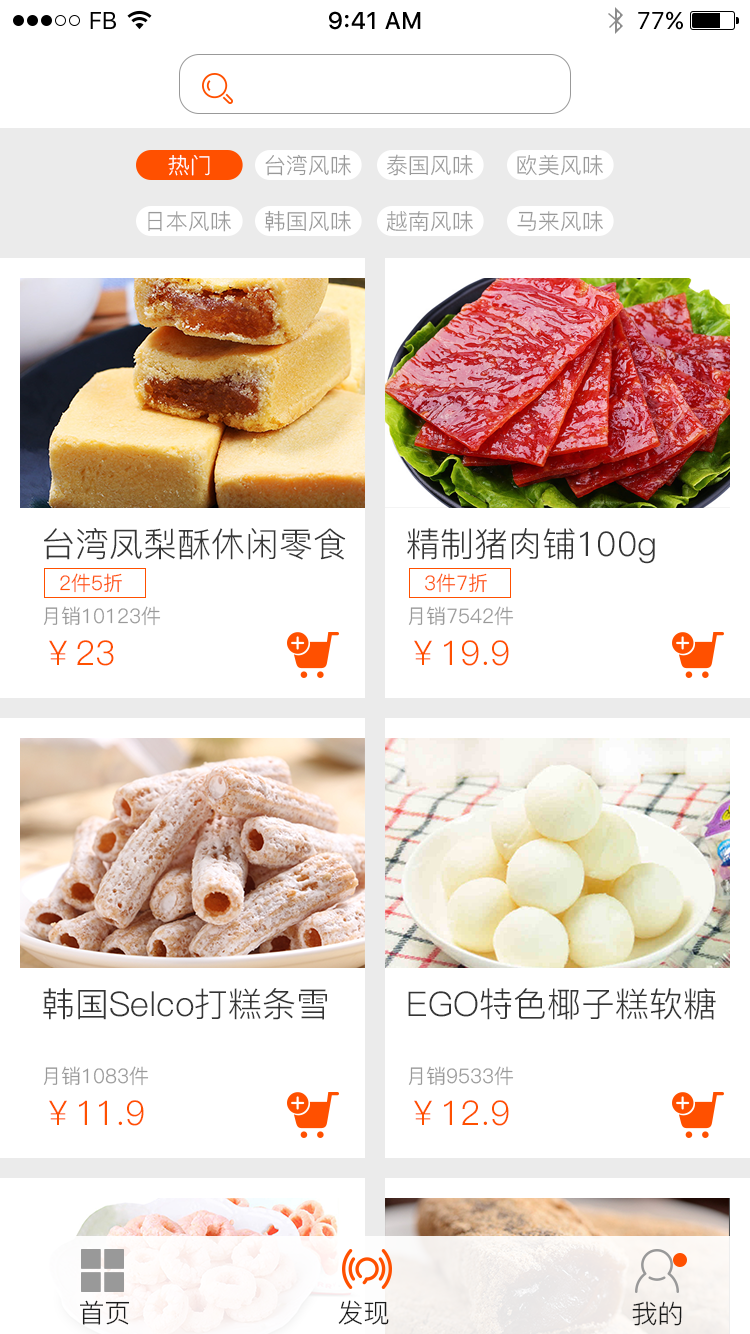 FB 9:41 AM 77%
热门 台湾风味 泰国风味 欧美风味
日本风味 韩国风味 越南风味 马来风味
台湾凤梨酥休闲零食
2件5折
月销10123件
￥23
精制猪肉铺100g
3件7折
月销7542件
￥19.9
韩国Selco打糕条雪
月销1083件
￥11.9
EGO特色椰子糕软糖
月销9533件
￥12.9
首页 发现 我的